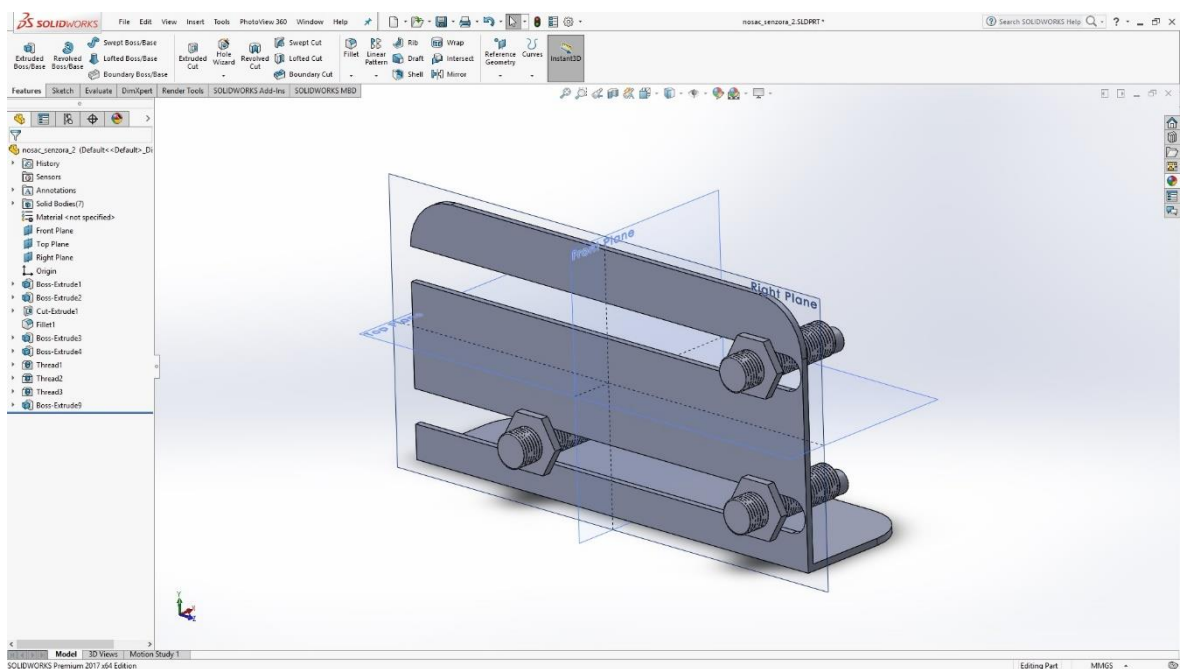 SOLIDWORKS File Edit View Insert Tools PhotoView 360 Window Help nosac_senzora_2.SLDPRT * Search SOLIDWORKS Help
Extruded Boss/Base Revolved Boss/Base Swept Boss/Base Extruded Cut Hole Wizard Revolved Cut Swept Cut Fillet Linear Pattern Rib Wrap Reference Geometry Curves Instant3D
Lofted Boss/Base Lofted Cut Draft Intersect
Boundary Boss/Base Boundary Cut Shell Mirror
Features Sketch Evaluate DimXpert Render Tools SOLIDWORKS Add-Ins SOLIDWORKS MBD
nosac_senzora_2 (Default<<Default>_Di
History
Sensors
Annotations
Solid Bodies(7)
Material <not specified>
Front Plane
Top Plane
Right Plane
Origin
Boss-Extrude1
Boss-Extrude2
Cut-Extrude1
Fillet1
Boss-Extrude3
Boss-Extrude4
Thread1
Thread2
Thread3
Boss-Extrude9
Front Plane
Right Plane
Top Plane
Model 3D Views Motion Study 1
SOLIDWORKS Premium 2017 x64 Edition Editing Part MMGS